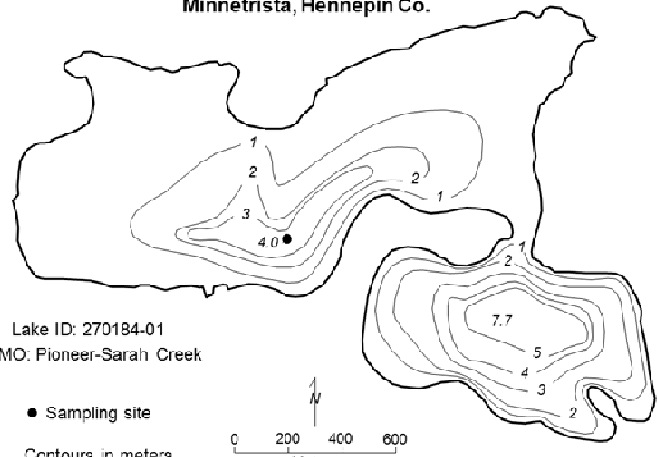 Minnetrista, Hennepin Co.
1
2
3
4.0
2
1
1
2
7.7
5
4
3
2
Lake ID: 270184-01
MO: Pioneer-Sarah Creek
N
● Sampling site
0 200 400 600
Contours in meters